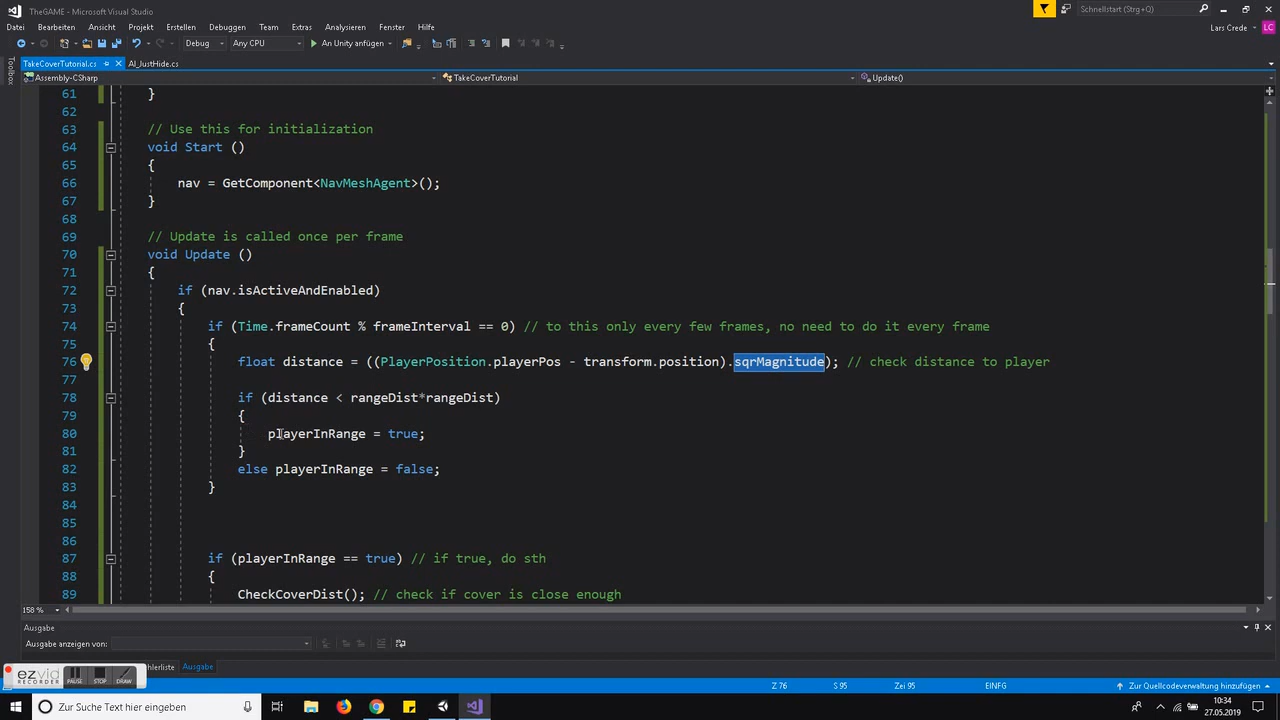 TheGAME - Microsoft Visual Studio
Schnellstart (Strg+Q)
Datei Bearbeiten Ansicht Projekt Erstellen Debuggen Team Extras Analysieren Fenster Hilfe
Lars Crede LC
Debug Any CPU An Unity anfügen
TakeCoverTutorial.cs AI_JustHide.cs
Assembly-CSharp TakeCoverTutorial Update()
Toolbox
61 }
62
63 // Use this for initialization
64 void Start ()
65 {
66 nav = GetComponent<NavMeshAgent>();
67 }
68
69 // Update is called once per frame
70 void Update ()
71 {
72 if (nav.isActiveAndEnabled)
73 {
74 if (Time.frameCount % frameInterval == 0) // to this only every few frames, no need to do it every frame
75 {
76 float distance = ((PlayerPosition.playerPos - transform.position).sqrMagnitude); // check distance to player
77
78 if (distance < rangeDist*rangeDist)
79 {
80 playerInRange = true;
81 }
82 else playerInRange = false;
83 }
84
85
86
87 if (playerInRange == true) // if true, do sth
88 {
89 CheckCoverDist(); // check if cover is close enough
158 %
Ausgabe
Ausgabe anzeigen von:
ezvid
RECORDER
PAUSE STOP DRAW
hlerliste Ausgabe
Z 76 S 95 Zei 95 EINFG Zur Quellcodeverwaltung hinzufügen
Zur Suche Text hier eingeben
10:34
27.05.2019